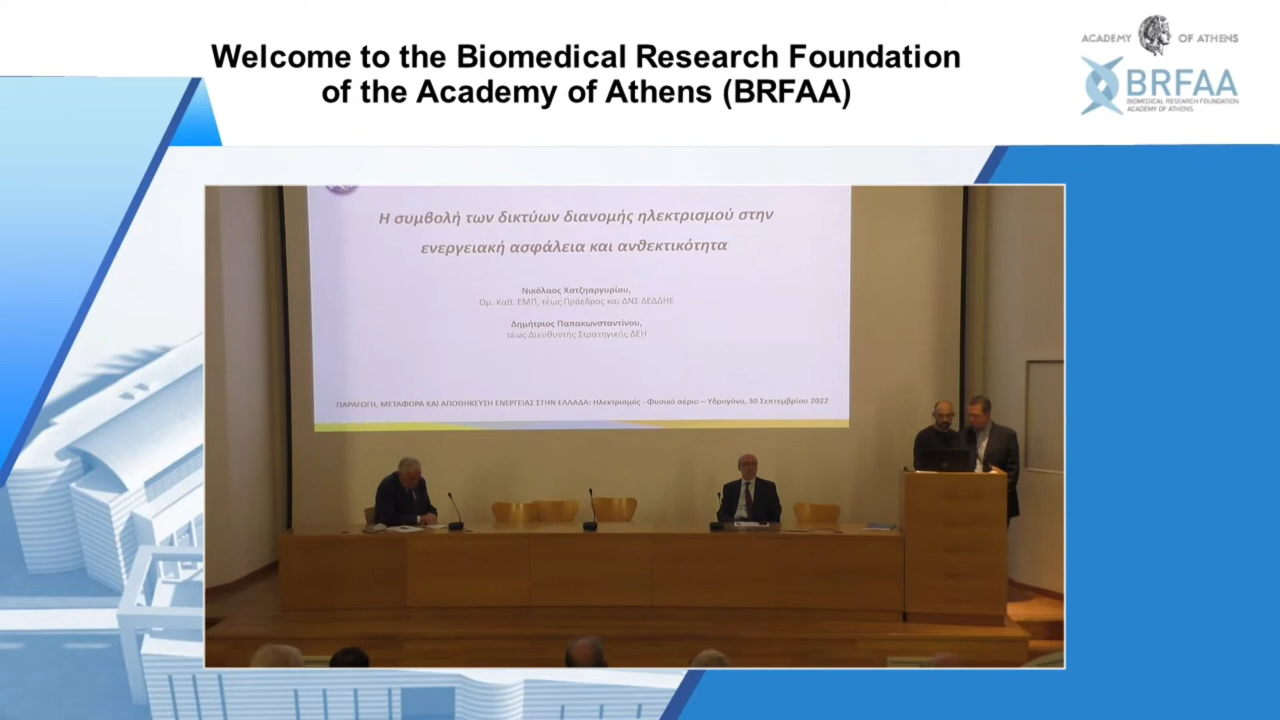 Welcome to the Biomedical Research Foundation
of the Academy of Athens (BRFAA)
ACADEMY OF ATHENS
BRFAA
BIOMEDICAL RESEARCH FOUNDATION
ACADEMY OF ATHENS
Η συμβολή των δικτύων διανομής ηλεκτρισμού στην
ενεργειακή ασφάλεια και ανθεκτικότητα
Νικόλαος Χατζηαργυρίου,
Ομ. Καθ. ΕΜΠ, τέως Πρόεδρος και ΔΝΣ ΔΕΔΔΗΕ
Δημήτριος Παπακωνσταντίνου,
τέως Διευθυντής Στρατηγικής ΔΕΗ
ΠΑΡΑΓΩΓΗ, ΜΕΤΑΦΟΡΑ ΚΑΙ ΑΠΟΘΗΚΕΥΣΗ ΕΝΕΡΓΕΙΑΣ ΣΤΗΝ ΕΛΛΑΔΑ: Ηλεκτρισμός - Φυσικό αέριο – Υδρογόνο, 30 Σεπτεμβρίου 2022